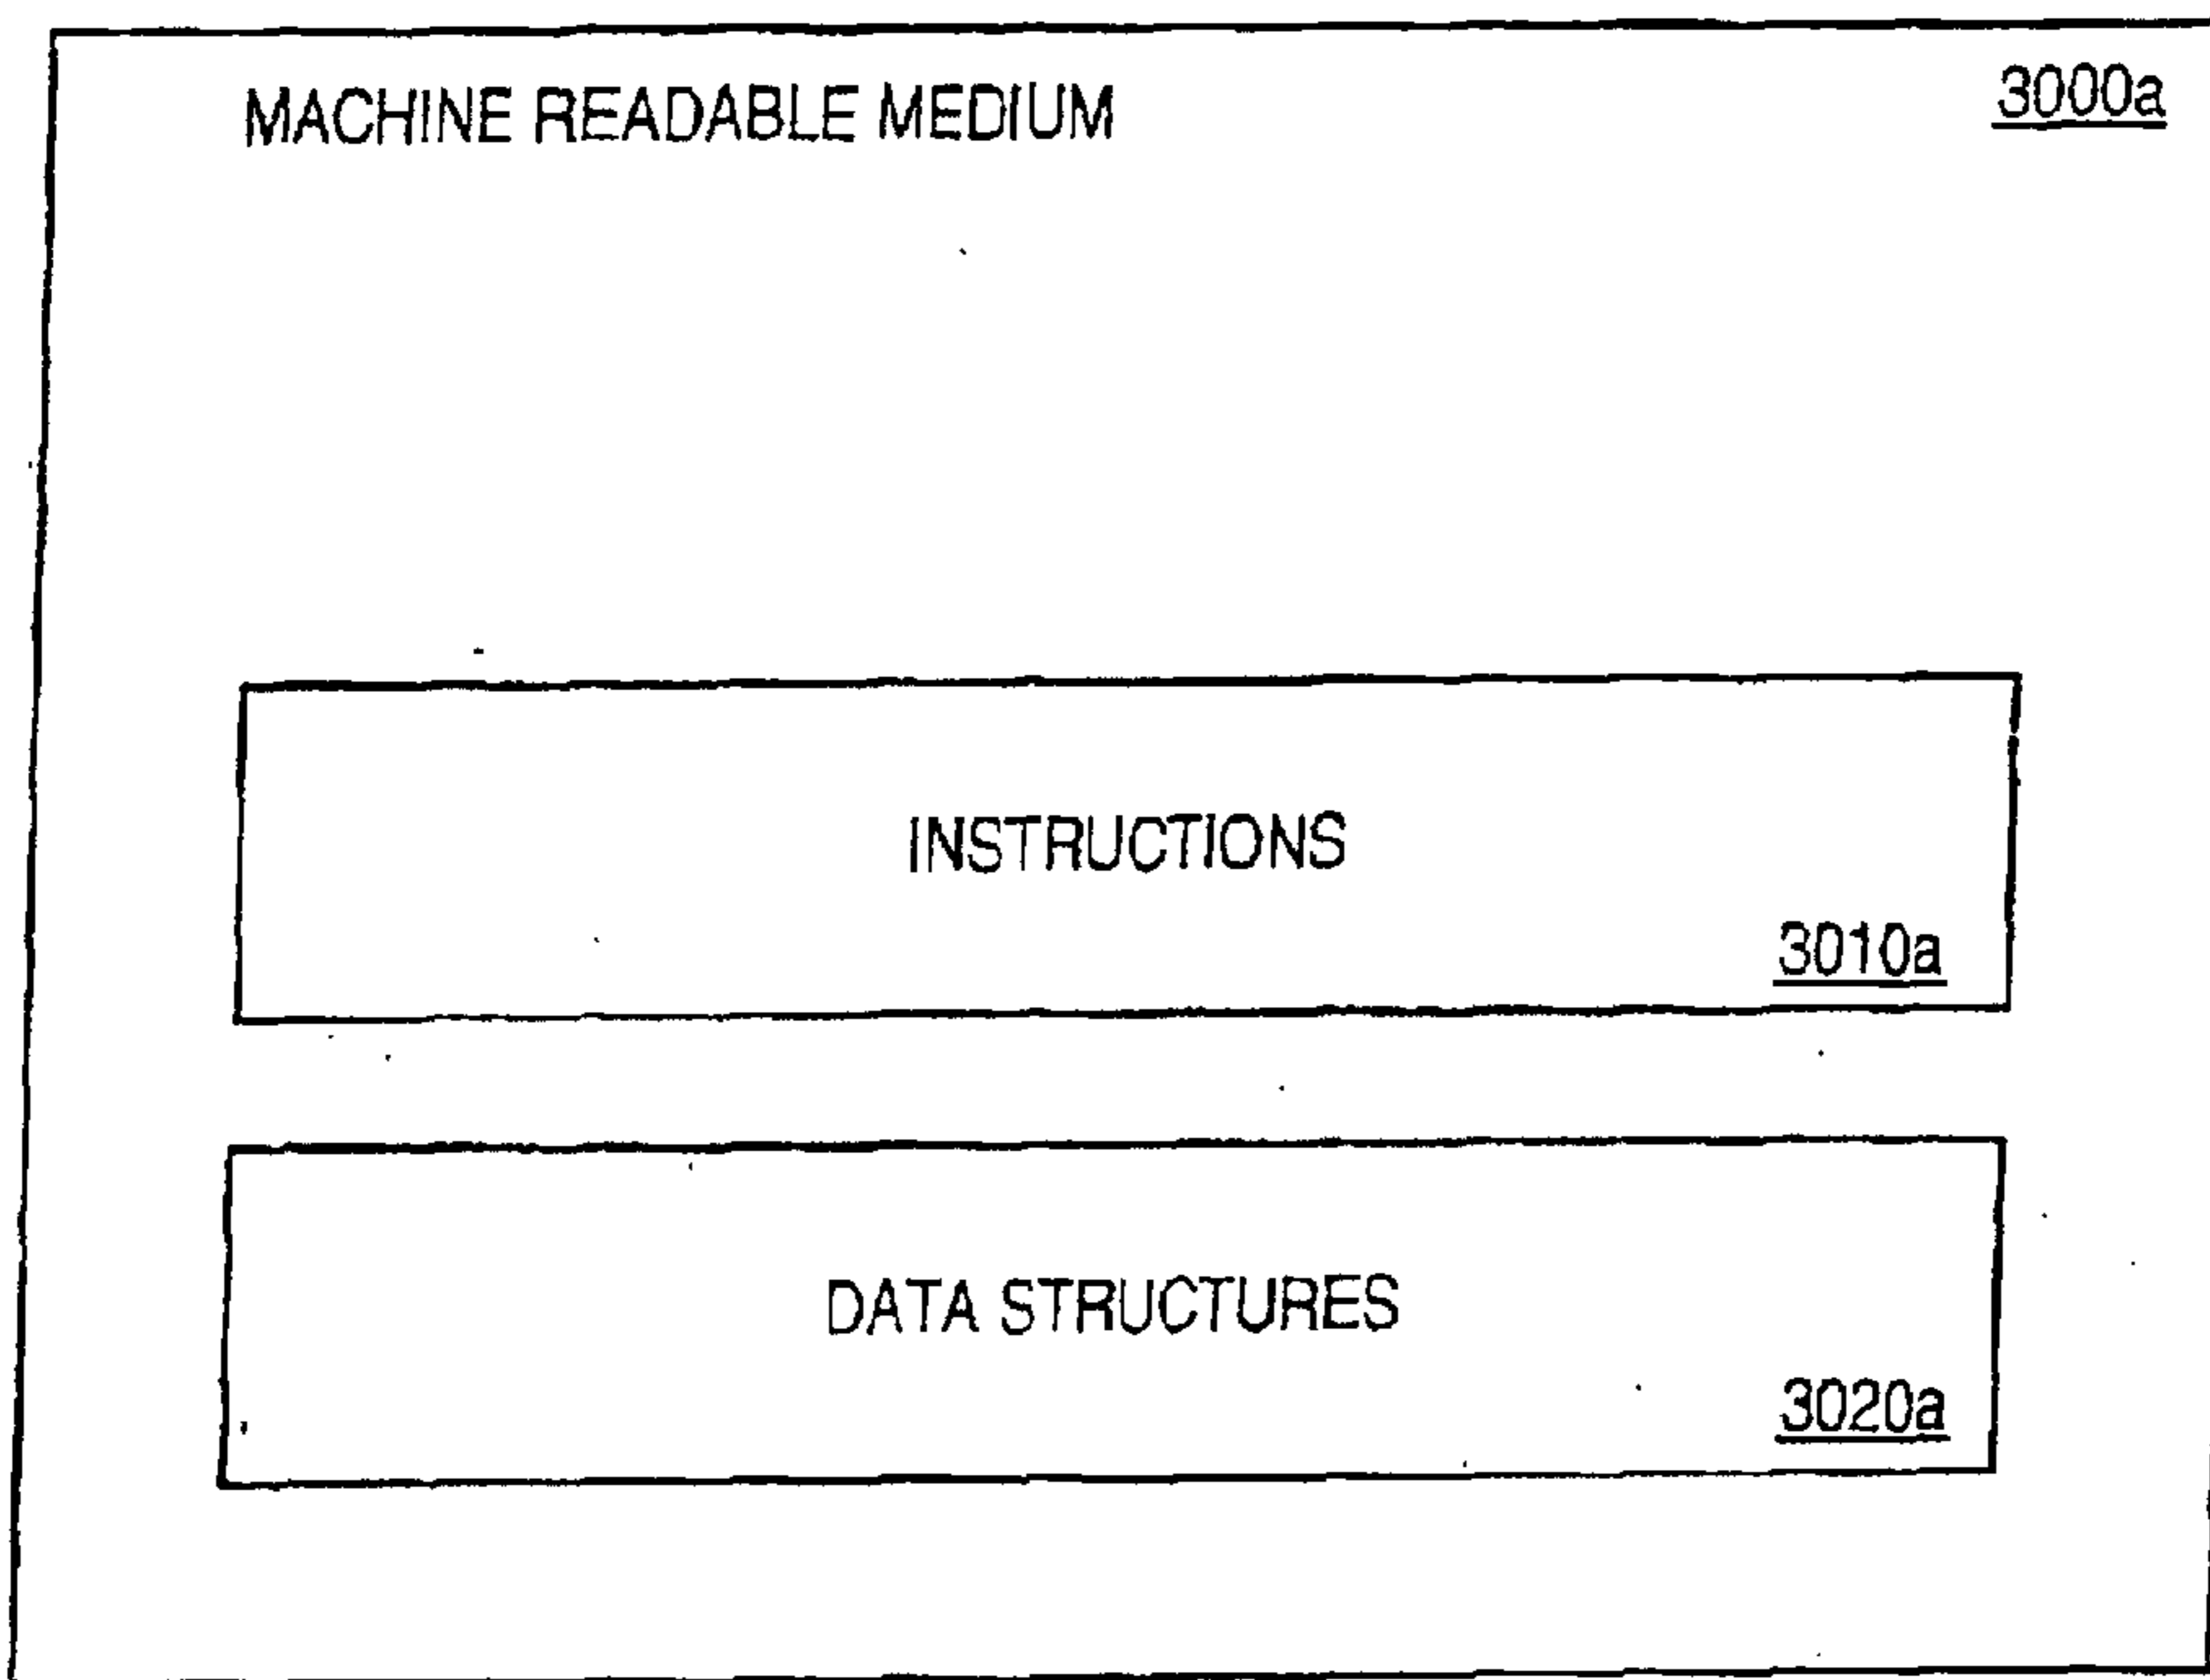 MACHINE READABLE MEDIUM 3000a
INSTRUCTIONS
3010a
DATA STRUCTURES
3020a